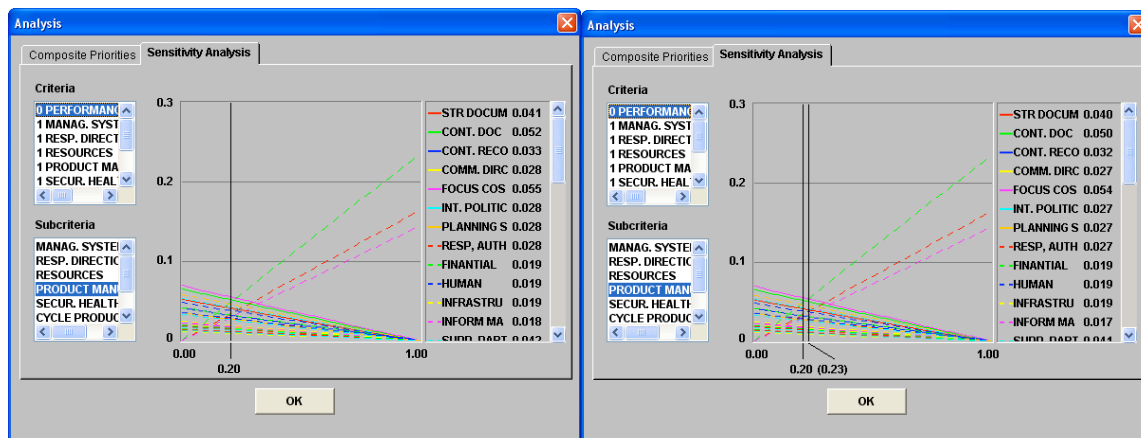 Analysis
Composite Priorities Sensitivity Analysis
Criteria
0 PERFORMANC
1 MANAG. SYST
1 RESP. DIRECT
1 RESOURCES
1 PRODUCT MA
1 SECUR. HEAL
Subcriteria
MANAG. SYSTE
RESP. DIRECTIC
RESOURCES
PRODUCT MAN
SECUR. HEALTH
CYCLE PRODUC
0.3
0.2
0.1
0
0.00 1.00
0.20
STR DOCUM 0.041
CONT. DOC 0.052
CONT. RECO 0.033
COMM. DIRC 0.028
FOCUS COS 0.055
INT. POLITIC 0.028
PLANNING S 0.028
RESP, AUTH 0.028
FINANTIAL 0.019
HUMAN 0.019
INFRASTRU 0.019
INFORM MA 0.018
SUPP. PART 0.042
OK
Analysis
Composite Priorities Sensitivity Analysis
Criteria
0 PERFORMANC
1 MANAG. SYST
1 RESP. DIRECT
1 RESOURCES
1 PRODUCT MA
1 SECUR. HEAL
Subcriteria
MANAG. SYSTE
RESP. DIRECTIC
RESOURCES
PRODUCT MAN
SECUR. HEALTH
CYCLE PRODUC
0.3
0.2
0.1
0
0.00 1.00
0.20 (0.23)
STR DOCUM 0.040
CONT. DOC 0.050
CONT. RECO 0.032
COMM. DIRC 0.027
FOCUS COS 0.054
INT. POLITIC 0.027
PLANNING S 0.027
RESP, AUTH 0.027
FINANTIAL 0.019
HUMAN 0.019
INFRASTRU 0.019
INFORM MA 0.017
SUPP. PART 0.041
OK